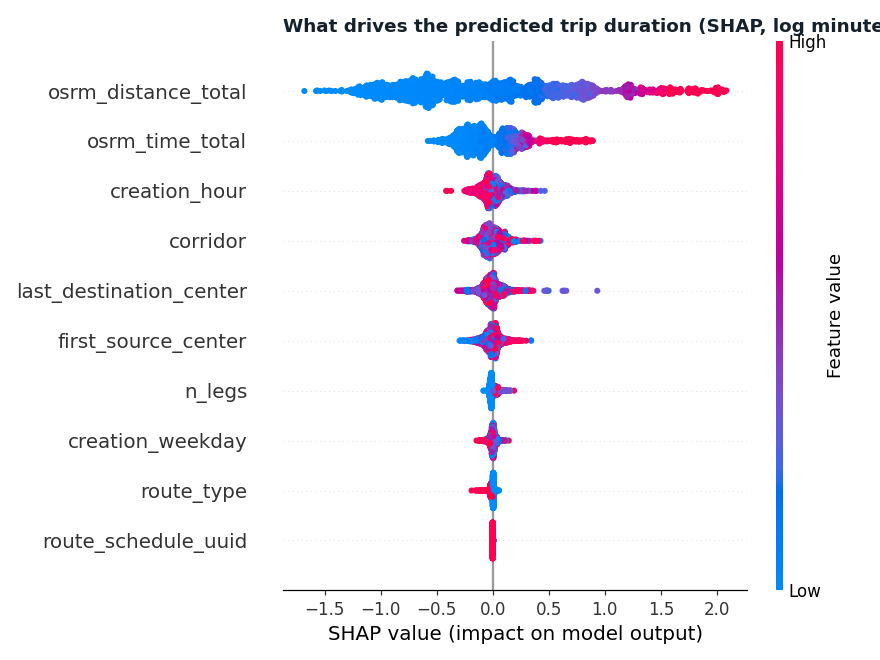 What drives the predicted trip duration (SHAP, log minute
High
osrm_distance_total
osrm_time_total
creation_hour
corridor
last_destination_center
first_source_center
n_legs
creation_weekday
route_type
route_schedule_uuid
Feature value
Low
−1.5 −1.0 −0.5 0.0 0.5 1.0 1.5 2.0
SHAP value (impact on model output)